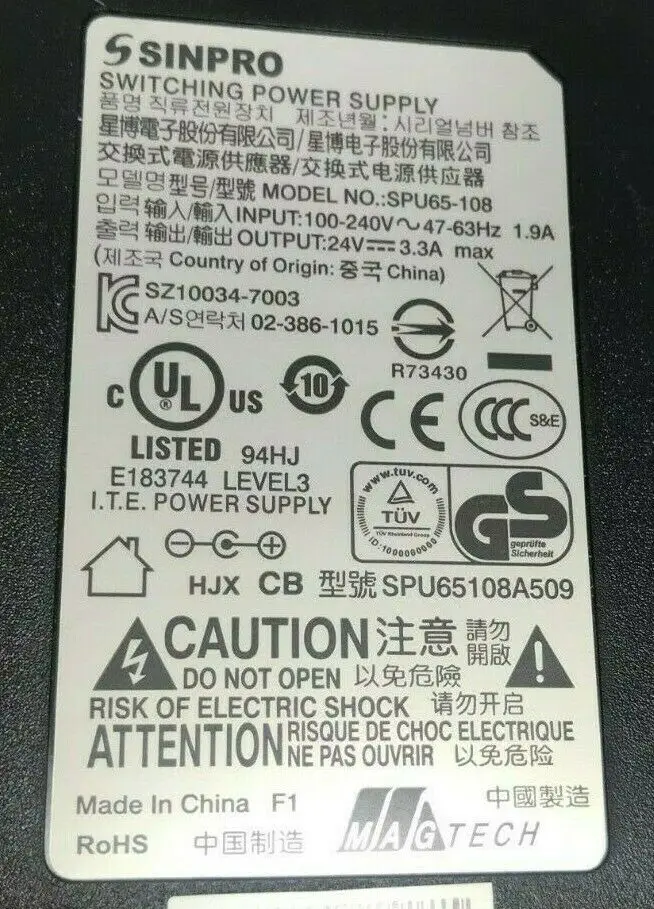 SINPRO
SWITCHING POWER SUPPLY
품명 직류전원장치 제조년월:시리얼넘버 참조
星博電子股份有限公司/星博电子股份有限公司
交換式電源供應器/交换式电源供应器
모델명 型号/型號 MODEL NO.:SPU65-108
입력 输入/輸入 INPUT:100-240V～47-63Hz 1.9A
출력 输出/輸出 OUTPUT:24V⎓3.3A max
(제조국 Country of Origin: 중국 China)
SZ10034-7003
A/S연락처 02-386-1015
R73430
C UL ® US
10
CE
CCC S&E
LISTED 94HJ
E183744 LEVEL3
I.T.E. POWER SUPPLY
www.tuv.com
TÜV
TÜV Rheinland Group
ID:1000000000
GS
geprüfte
Sicherheit
HJX CB 型號 SPU65108A509
CAUTION 注意 請勿開啟
DO NOT OPEN 以免危險
RISK OF ELECTRIC SHOCK 请勿开启
ATTENTION RISQUE DE CHOC ELECTRIQUE
NE PAS OUVRIR 以免危险
Made In China F1
中國製造
RoHS 中国制造
MAGTECH